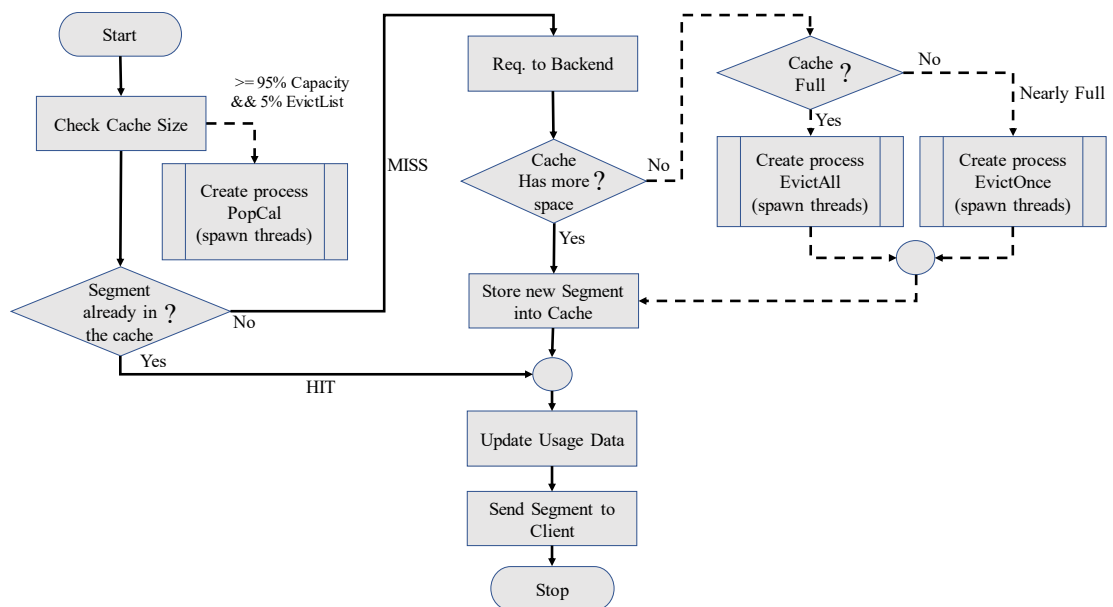 Start
>= 95% Capacity
&& 5% EvictList
Check Cache Size
Create process
PopCal
(spawn threads)
Segment
already in
the cache
?
No
Yes
HIT
MISS
Req. to Backend
Cache
Has more
space
?
No
Yes
Cache
Full
?
No
Nearly Full
Yes
Create process
EvictAll
(spawn threads)
Create process
EvictOnce
(spawn threads)
Store new Segment
into Cache
Update Usage Data
Send Segment to
Client
Stop